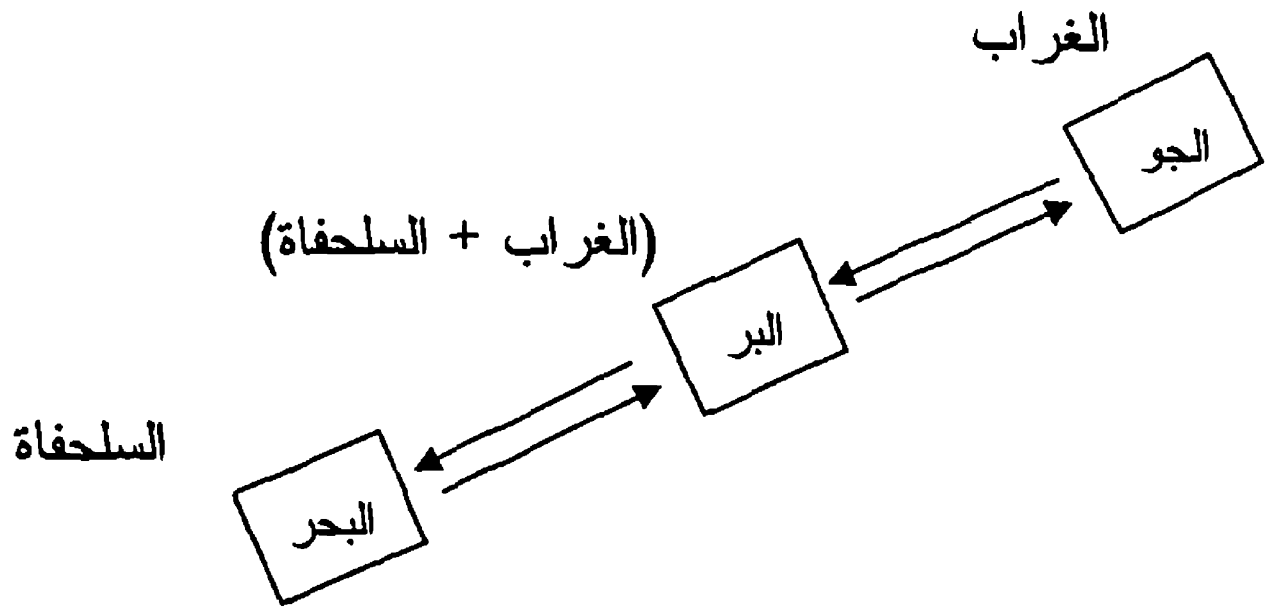 الغراب
الجو
(الغراب + السلحفاة)
البر
السلحفاة
البحر